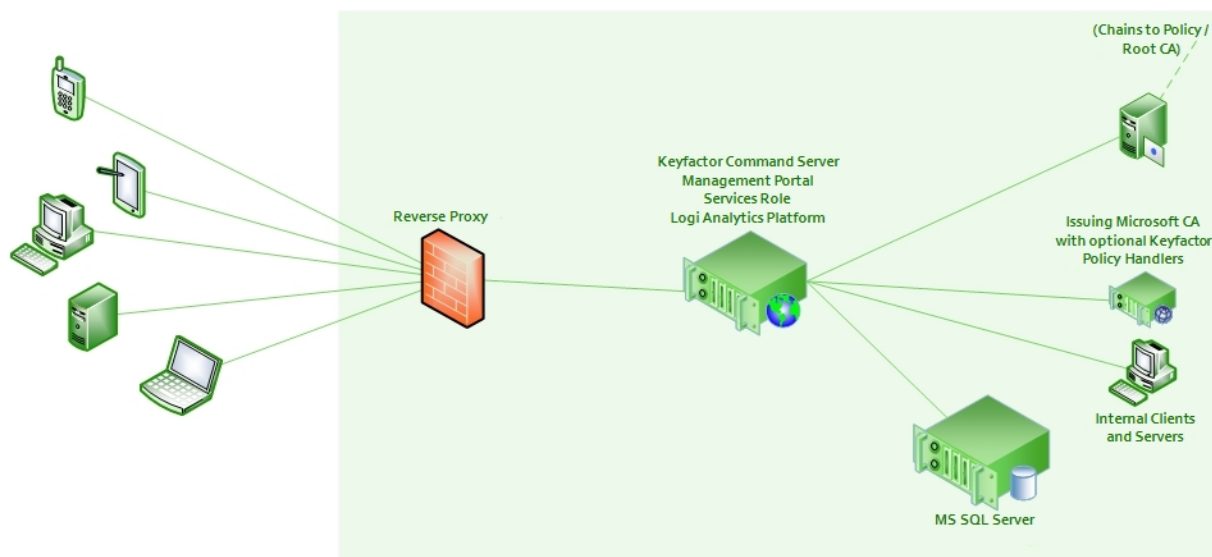 (Chains to Policy /
Root CA)
Keyfactor Command Server
Management Portal
Services Role
Logi Analytics Platform
Reverse Proxy
Issuing Microsoft CA
with optional Keyfactor
Policy Handlers
Internal Clients
and Servers
MS SQL Server